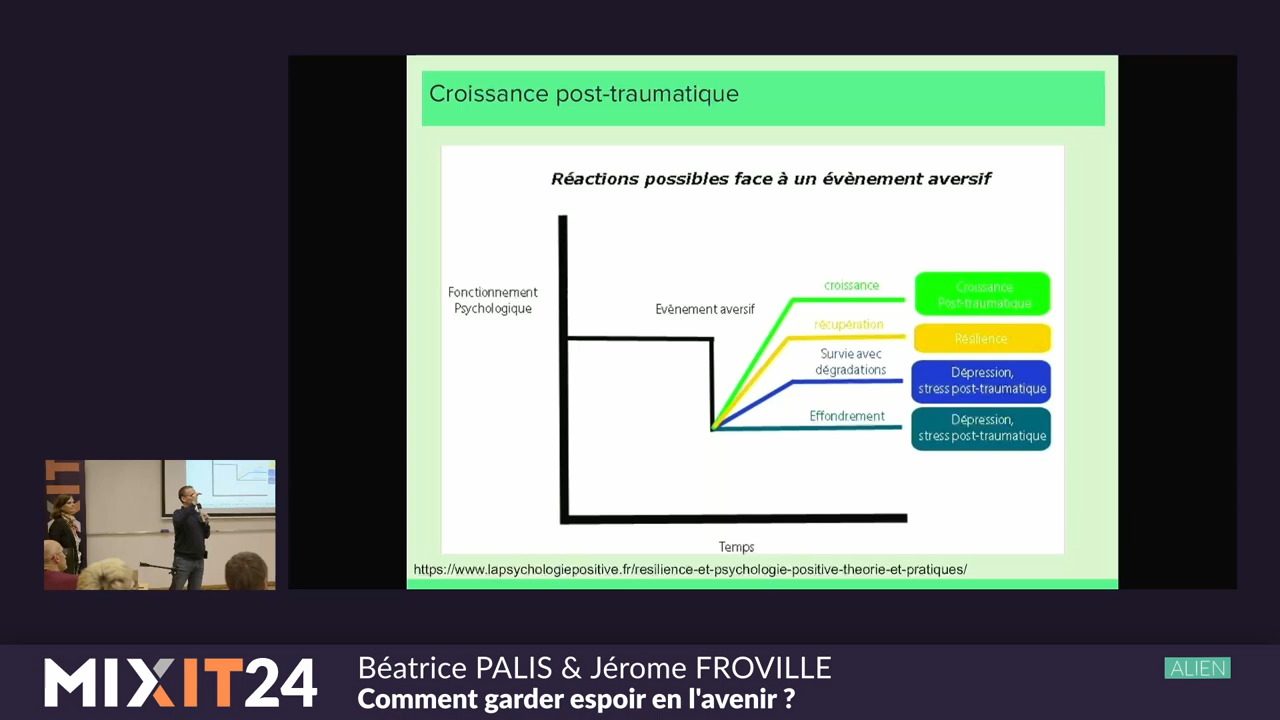 Croissance post-traumatique
Réactions possibles face à un évènement aversif
Fonctionnement
Psychologique
Evènement aversif
croissance
récupération
Survie avec
dégradations
Effondrement
Croissance
Post-traumatique
Résilience
Dépression,
stress post-traumatique
Dépression,
stress post-traumatique
Temps
https://www.lapsychologiepositive.fr/resilience-et-psychologie-positive-theorie-et-pratiques/
IT
MIXIT24
Béatrice PALIS & Jérome FROVILLE
Comment garder espoir en l'avenir ?
ALIEN